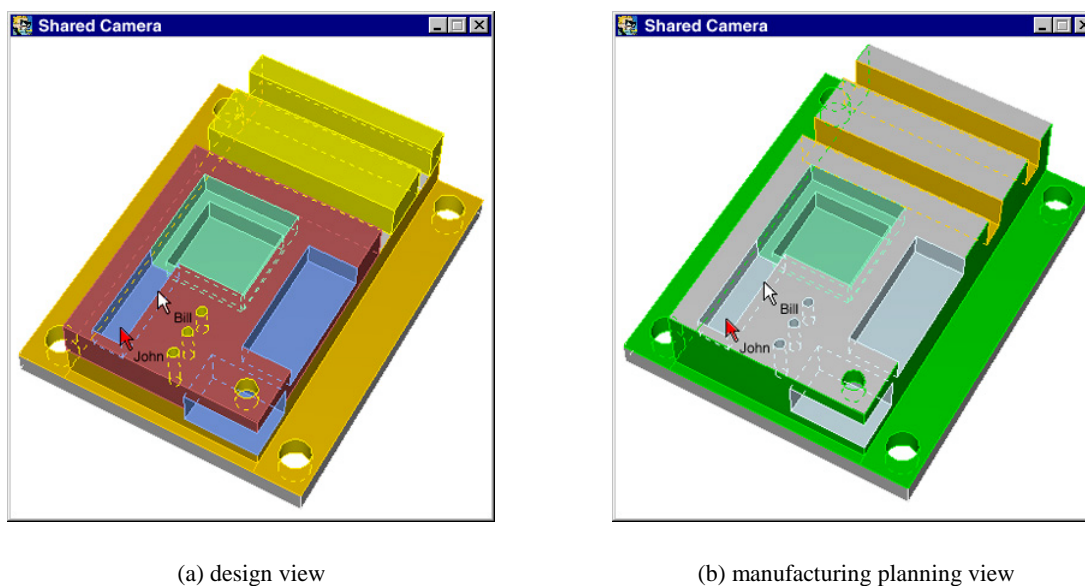 Shared Camera
Bill
John
(a) design view
Shared Camera
Bill
John
(b) manufacturing planning view